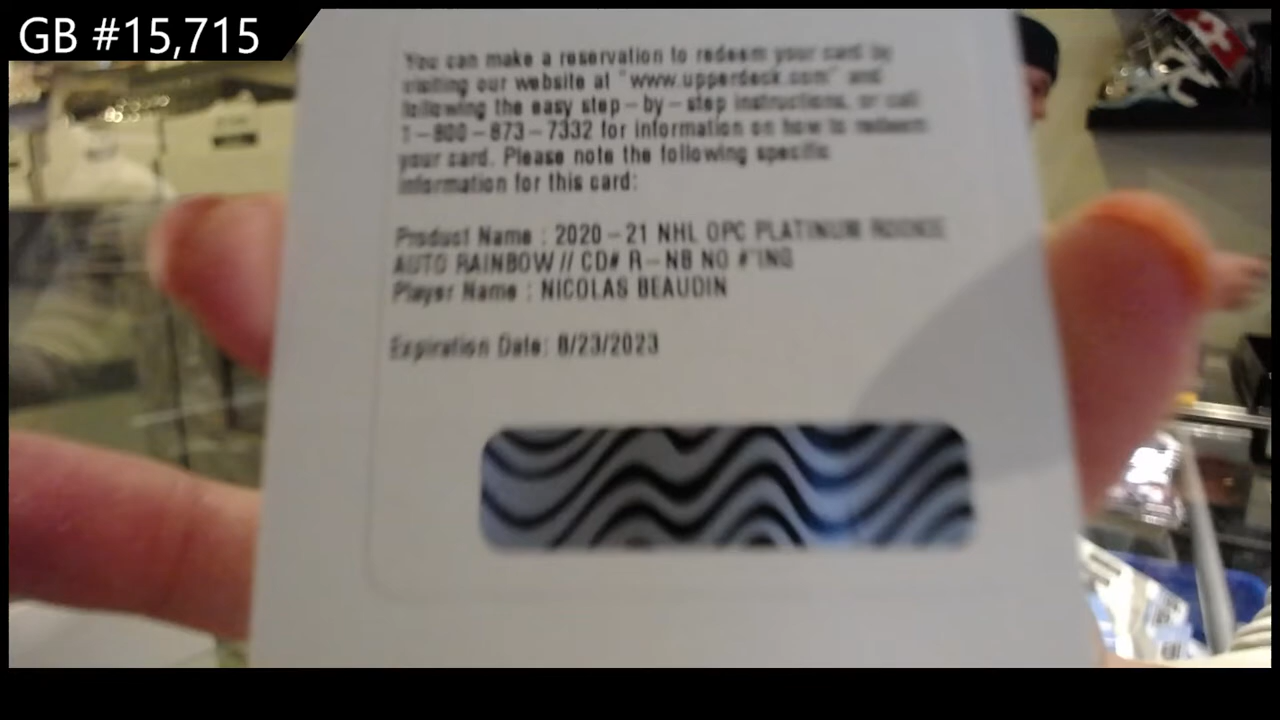 GB #15,715
You can make a reservation to redeem your card by
visiting our website at "www.upperdeck.com" and
following the easy step-by-step instructions, or call
1-800-873-7332 for information on how to redeem
your card. Please note the following specific
information for this card:
Product Name : 2020-21 NHL OPC PLATINUM ROOKIE
AUTO RAINBOW // CD# R-NB NO #'ING
Player Name : NICOLAS BEAUDIN
Expiration Date: 8/23/2023